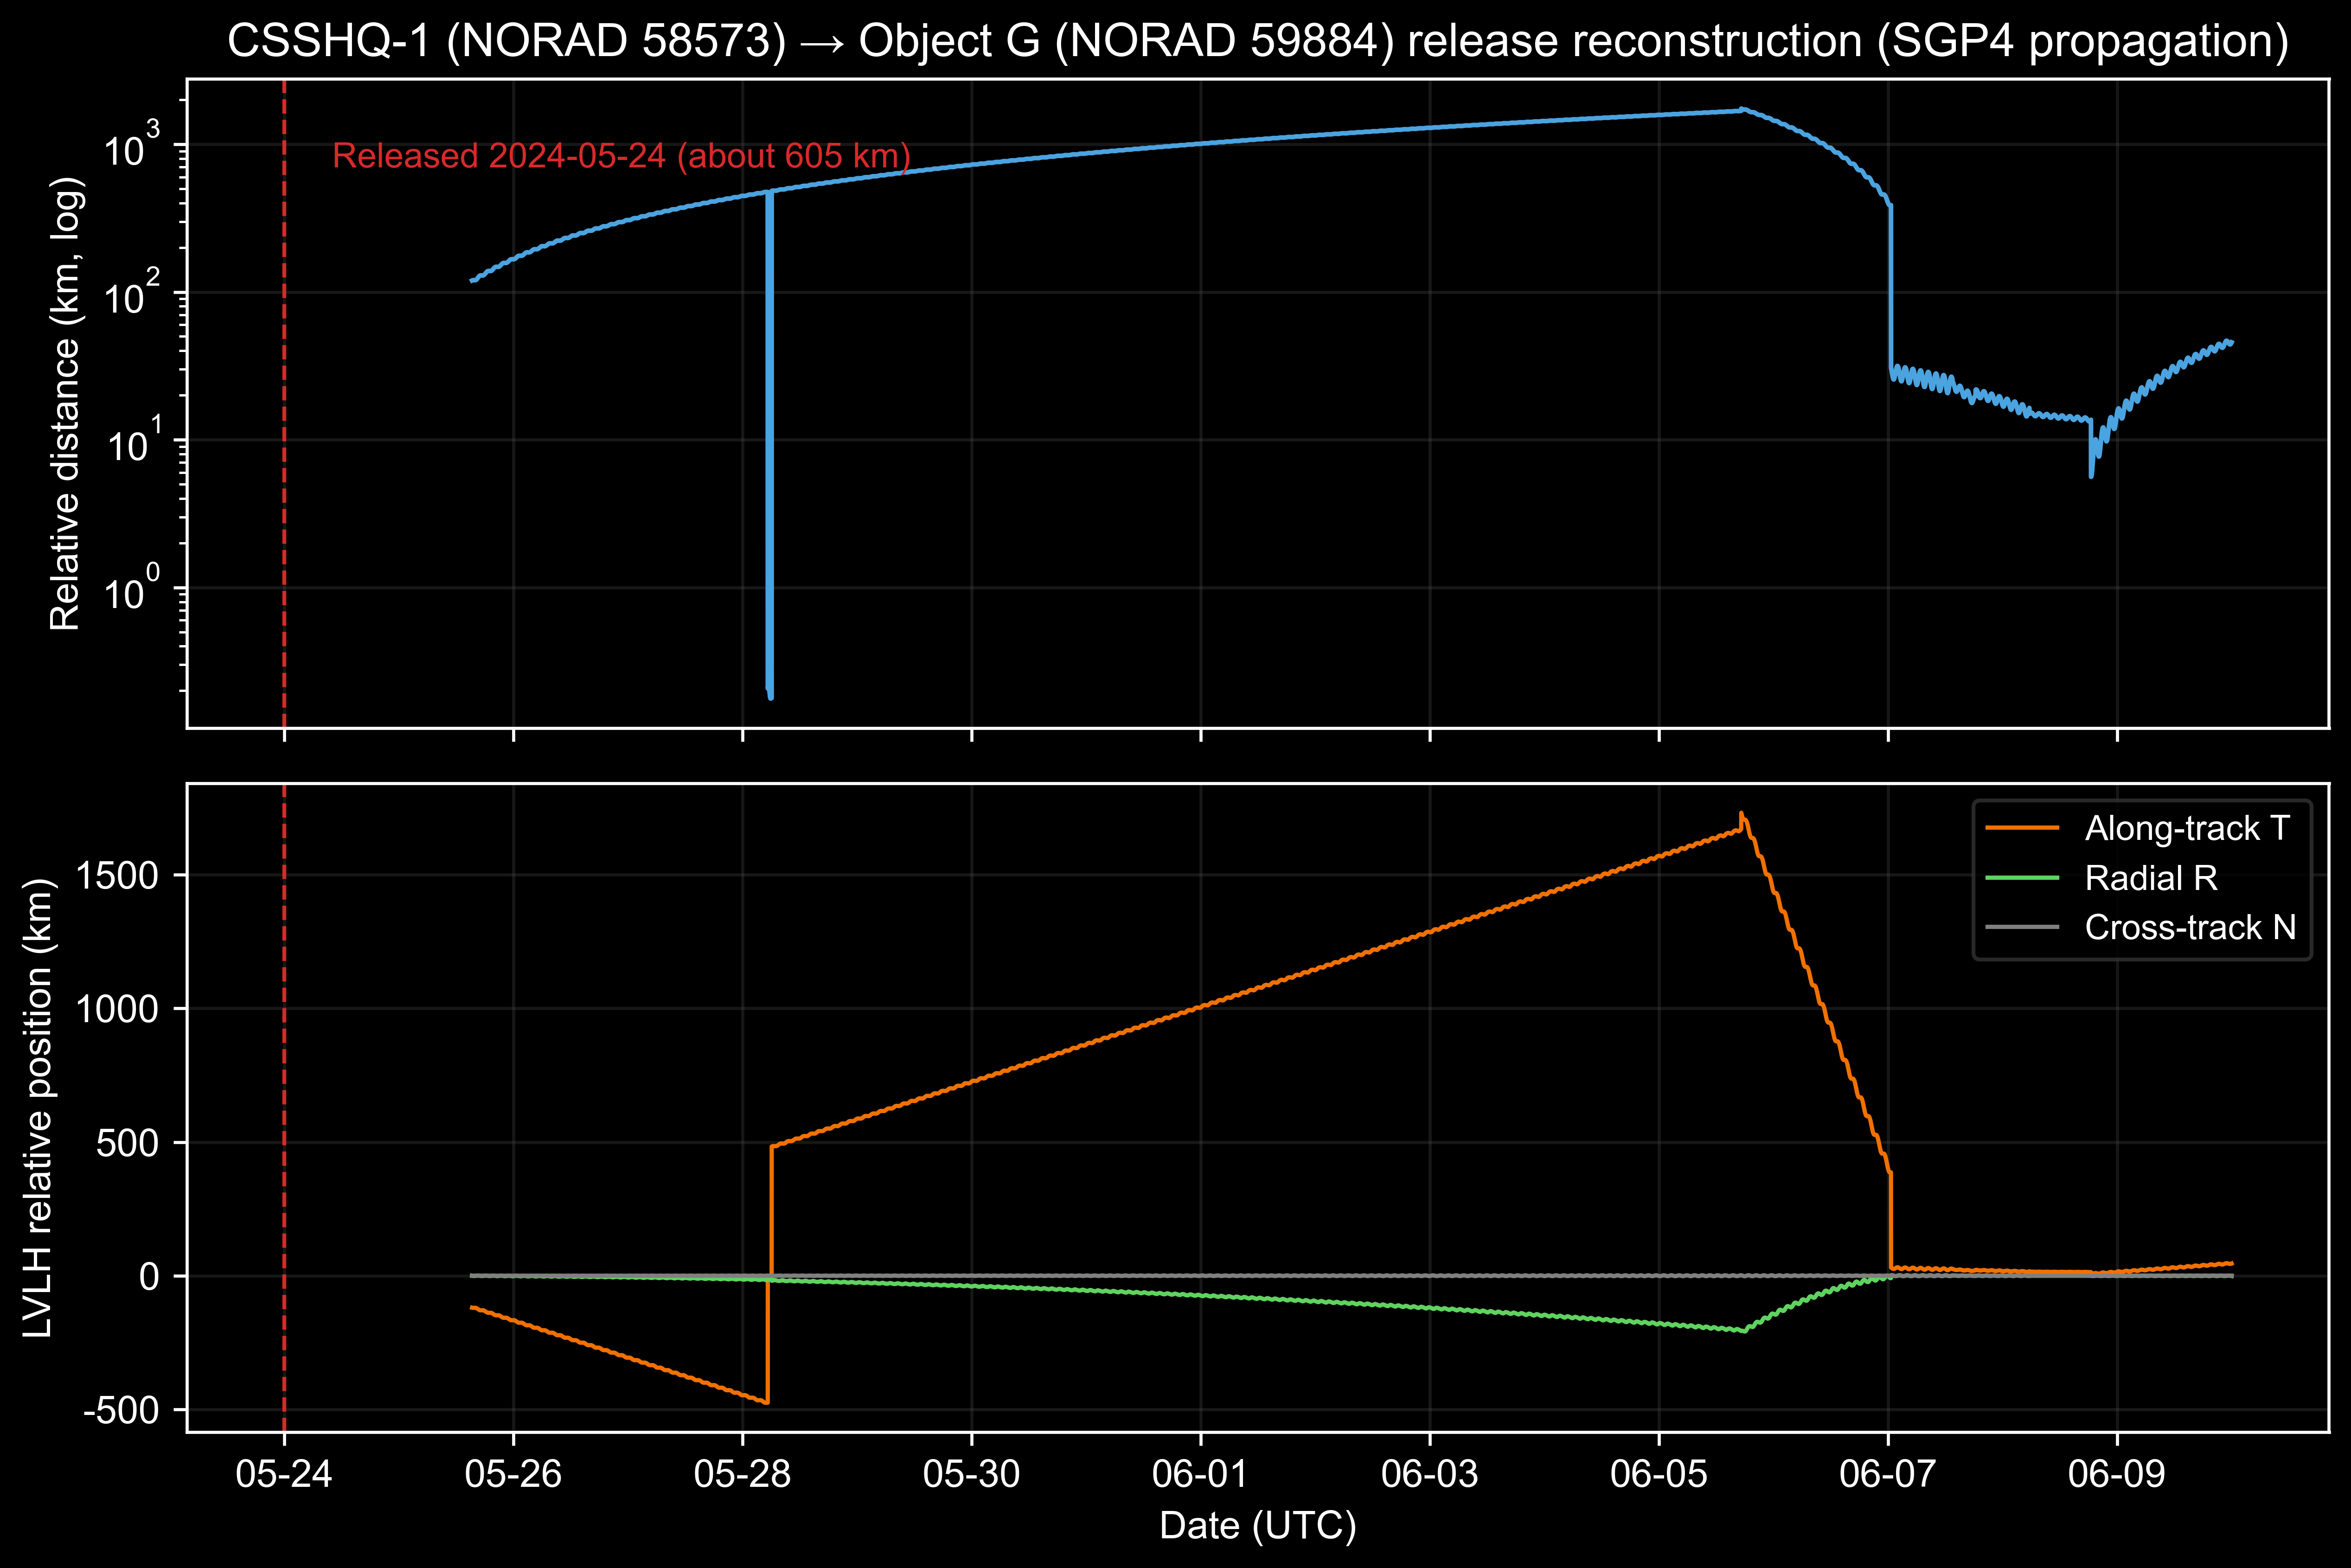 CSSHQ-1 (NORAD 58573) → Object G (NORAD 59884) release reconstruction (SGP4 propagation)
Relative distance (km, log)
10^3
10^2
10^1
10^0
Released 2024-05-24 (about 605 km)
LVLH relative position (km)
1500
1000
500
0
-500
Along-track T
Radial R
Cross-track N
05-24 05-26 05-28 05-30 06-01 06-03 06-05 06-07 06-09
Date (UTC)